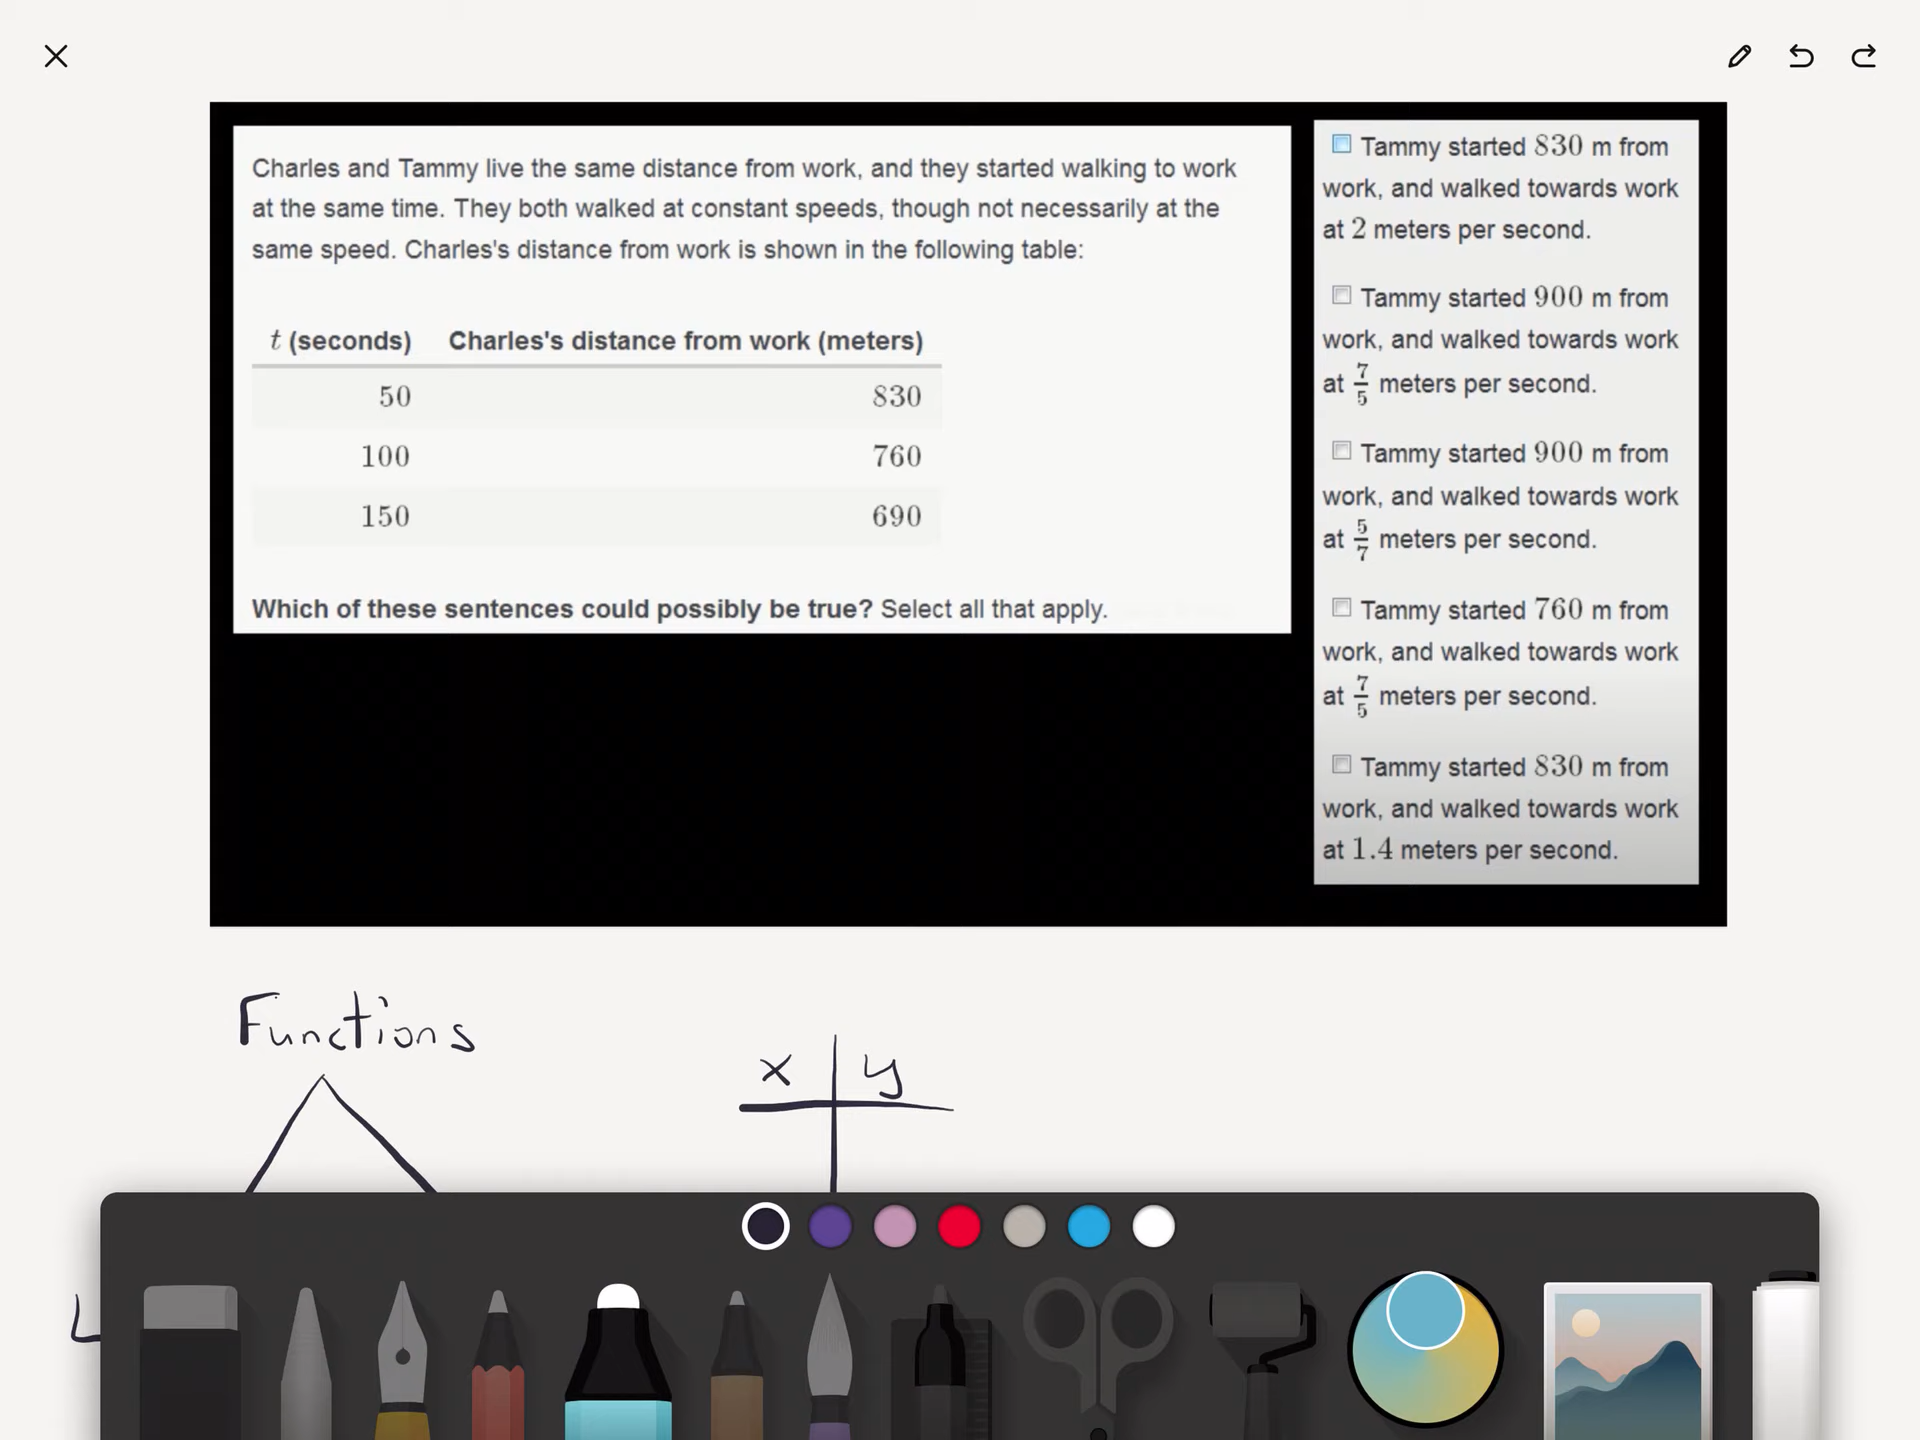 Charles and Tammy live the same distance from work, and they started walking to work
at the same time. They both walked at constant speeds, though not necessarily at the
same speed. Charles's distance from work is shown in the following table:
t (seconds) Charles's distance from work (meters)
50 830
100 760
150 690
Which of these sentences could possibly be true? Select all that apply.
Tammy started 830 m from
work, and walked towards work
at 2 meters per second.
Tammy started 900 m from
work, and walked towards work
at 7/5 meters per second.
Tammy started 900 m from
work, and walked towards work
at 5/7 meters per second.
Tammy started 760 m from
work, and walked towards work
at 7/5 meters per second.
Tammy started 830 m from
work, and walked towards work
at 1.4 meters per second.
Functions
x y